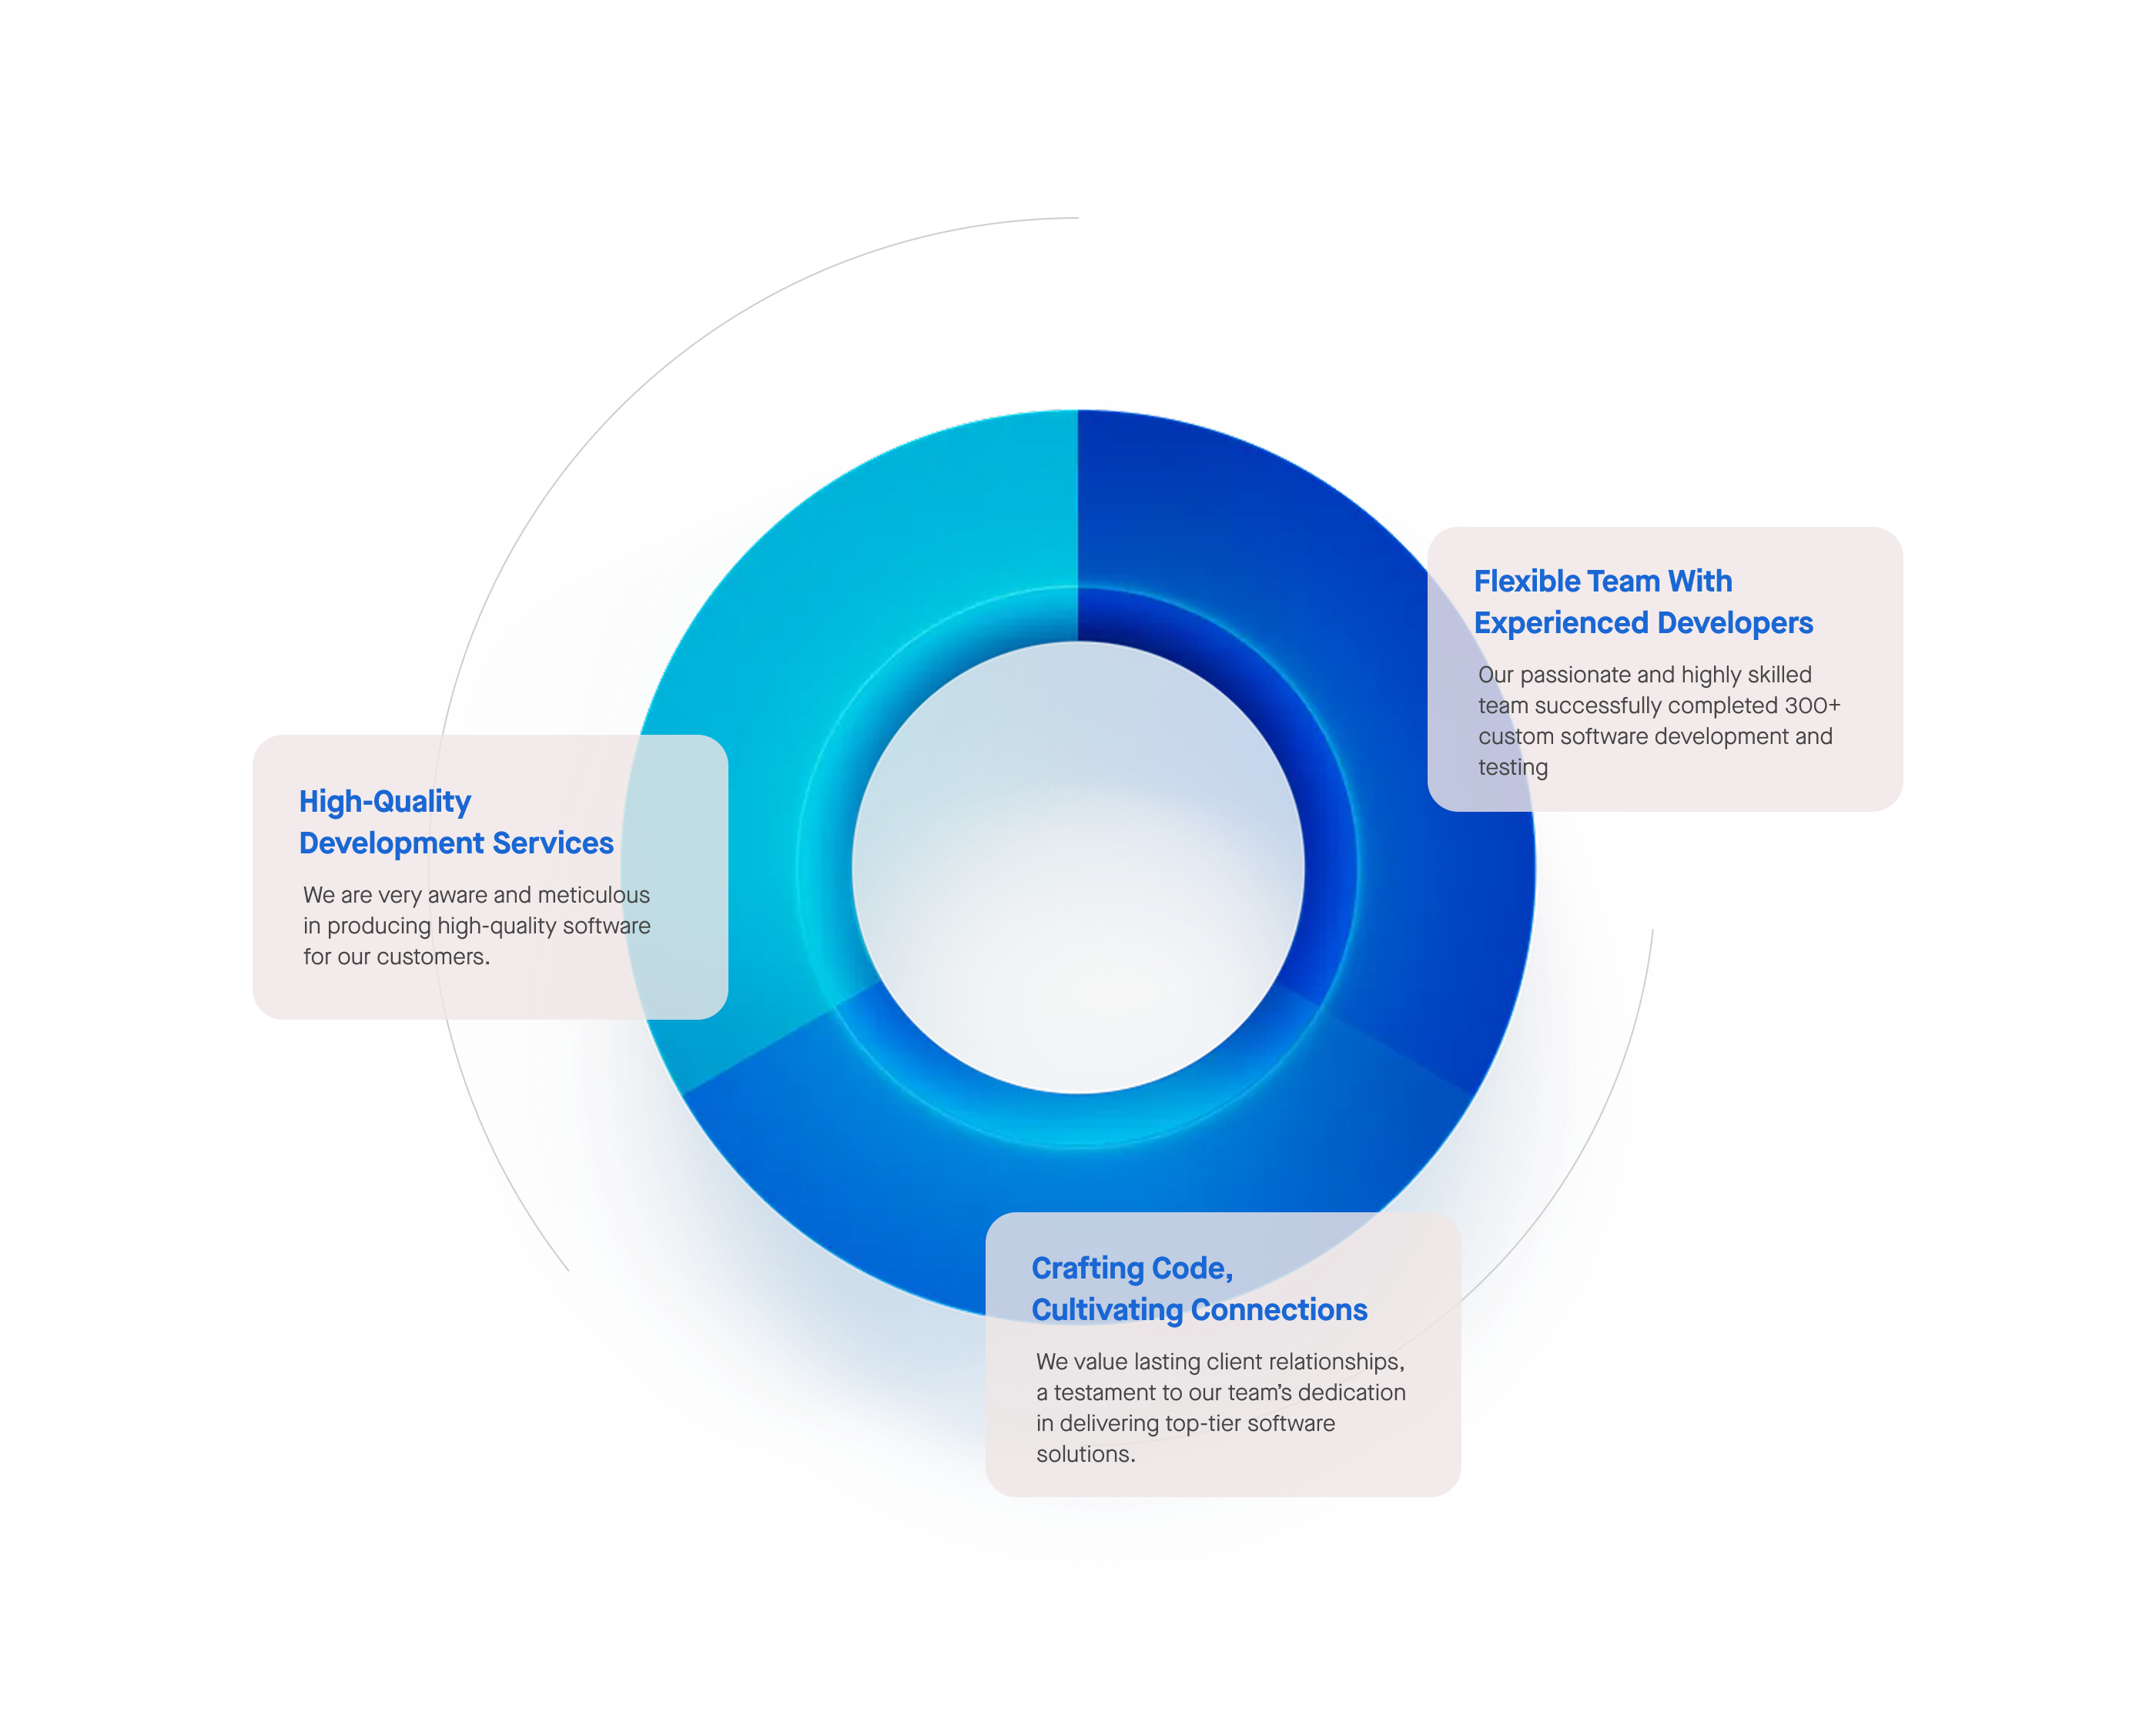 Flexible Team With
Experienced Developers
Our passionate and highly skilled
team successfully completed 300+
custom software development and
testing
High-Quality
Development Services
We are very aware and meticulous
in producing high-quality software
for our customers.
Crafting Code,
Cultivating Connections
We value lasting client relationships,
a testament to our team’s dedication
in delivering top-tier software
solutions.